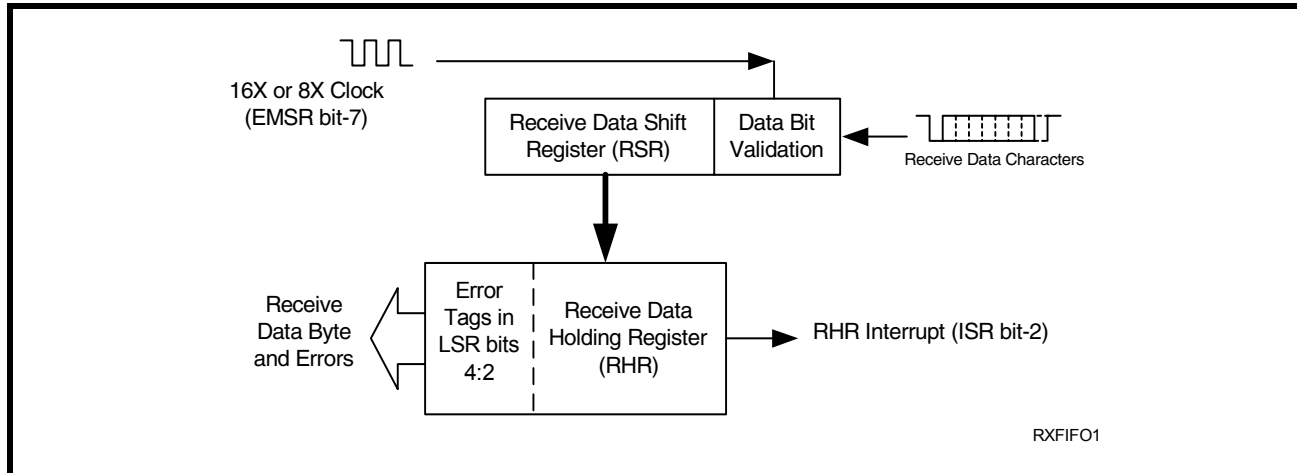 16X or 8X Clock
(EMSR bit-7)
Receive Data Shift
Register (RSR)
Data Bit
Validation
Receive Data Characters
Receive
Data Byte
and Errors
Error
Tags in
LSR bits
4:2
Receive Data
Holding Register
(RHR)
RHR Interrupt (ISR bit-2)
RXFIFO1